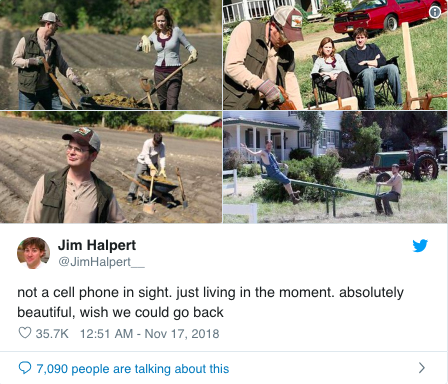 Jim Halpert
@JimHalpert__
not a cell phone in sight. just living in the moment. absolutely
beautiful, wish we could go back
35.7K 12:51 AM - Nov 17, 2018
7,090 people are talking about this